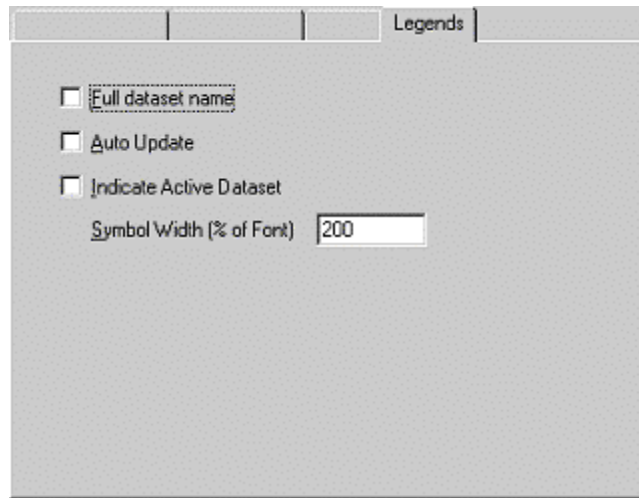 Legends
Full dataset name
Auto Update
Indicate Active Dataset
Symbol Width (% of Font) 200